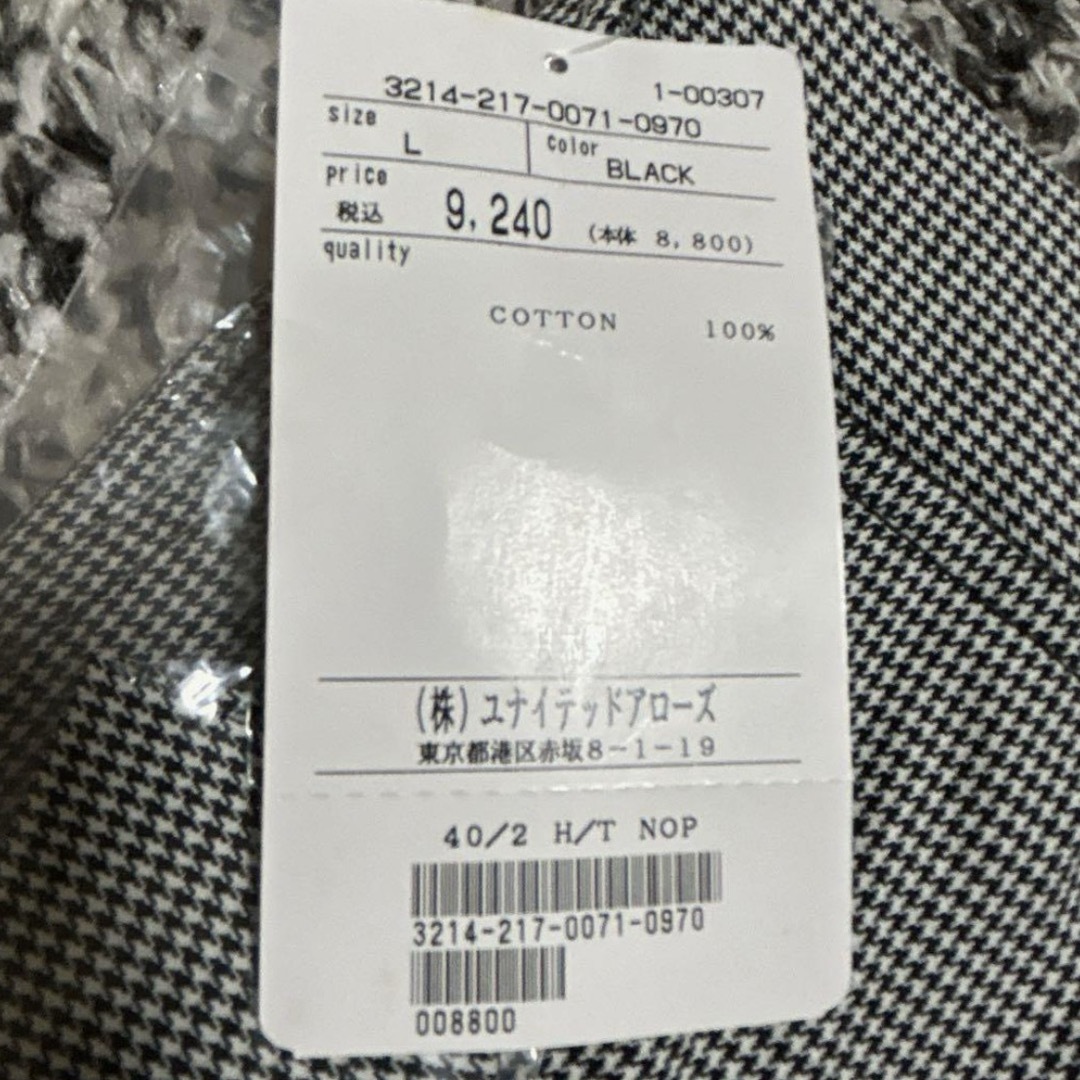 1-00307
3214-217-0071-0970
size L color BLACK
price
税込 9,240 (本体 8,800)
quality
COTTON 100%
(株)ユナイテッドアローズ
東京都港区赤坂8-1-19
40/2 H/T NOP
3214-217-0071-0970
008800